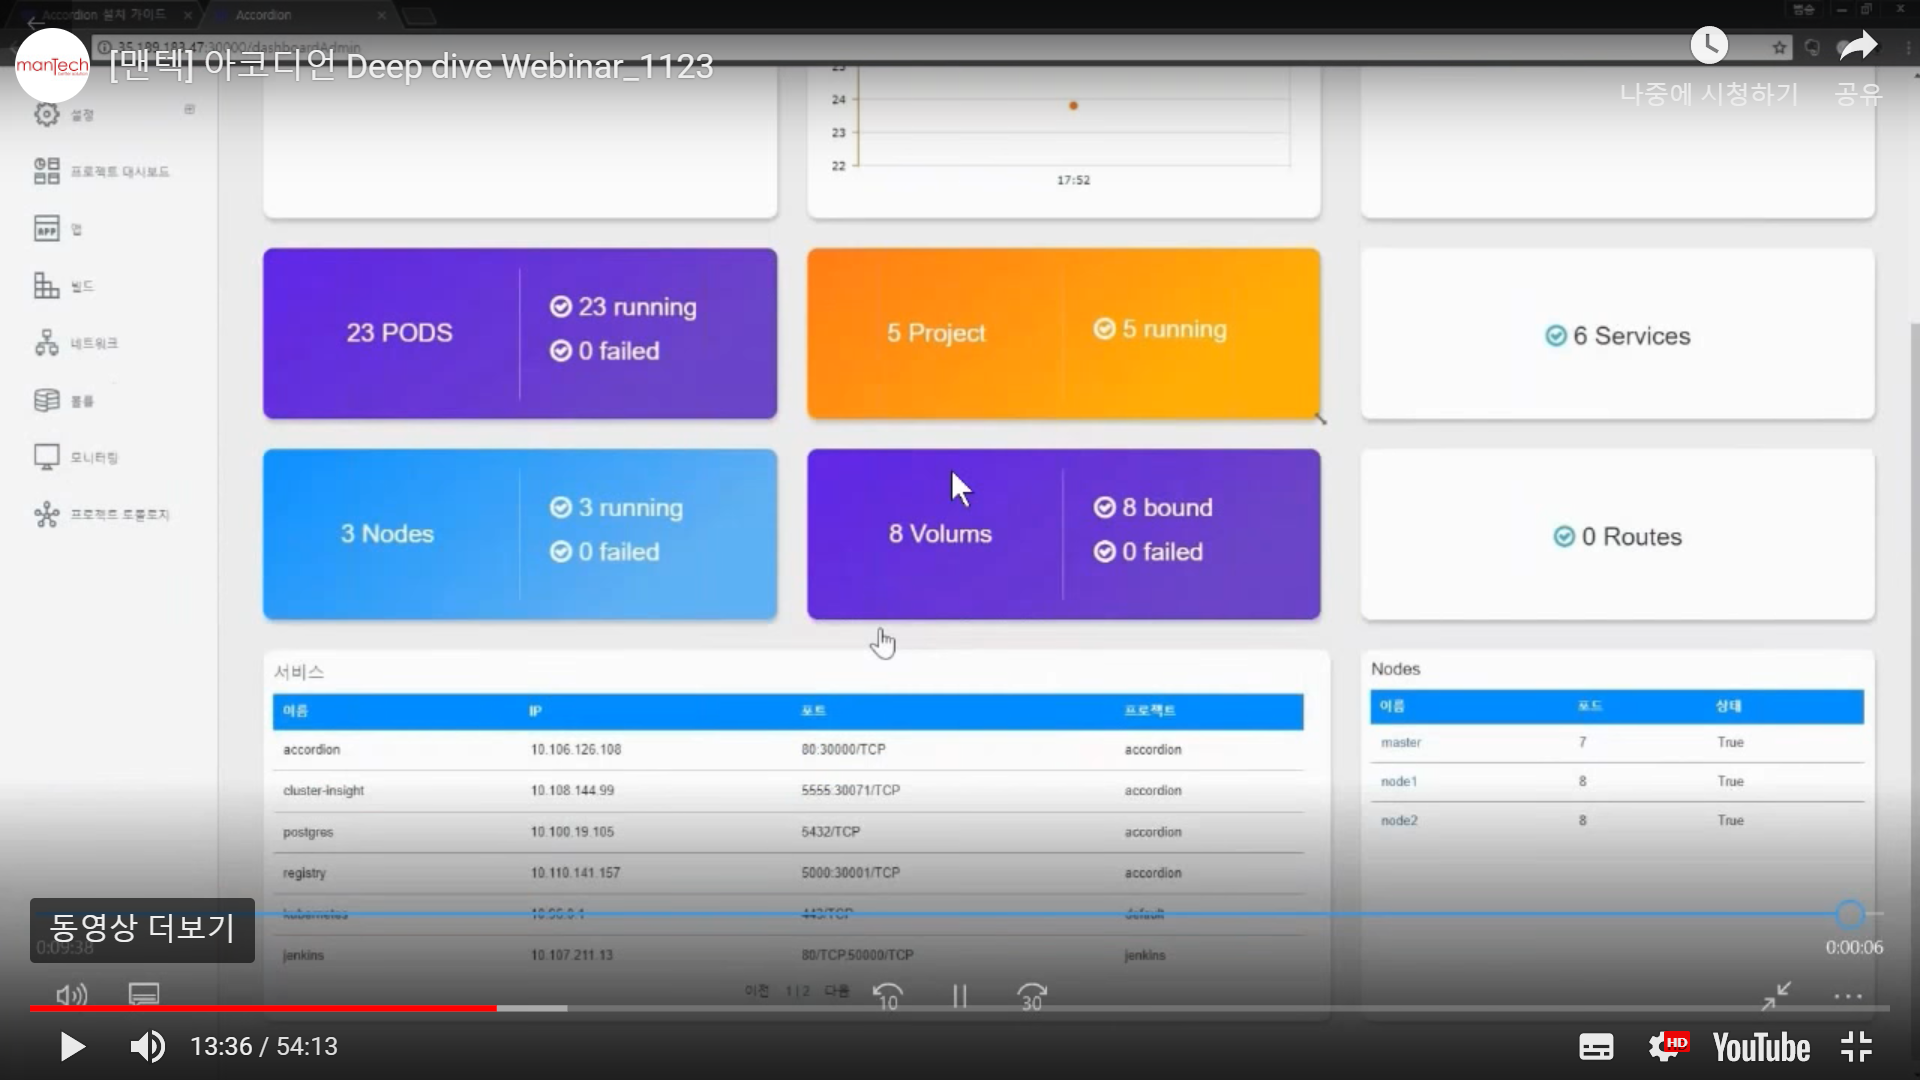 Accordion 설치 가이드
Accordion
범승
35.189.183.47:30000/dashboardAdmin
manTech
[맨텍] 아코디언 Deep dive Webinar_1123
나중에 시청하기
공유
설정
프로젝트 대시보드
앱
빌드
네트워크
볼륨
모니터링
프로젝트 토폴로지
24
23
22
17:52
23 PODS
23 running
0 failed
5 Project
5 running
6 Services
3 Nodes
3 running
0 failed
8 Volums
8 bound
0 failed
0 Routes
서비스
이름 IP 포트 프로젝트
accordion 10.106.126.108 80:30000/TCP accordion
cluster-insight 10.108.144.99 5555:30071/TCP accordion
postgres 10.100.19.105 5432/TCP accordion
registry 10.110.141.157 5000:30001/TCP accordion
kubernetes 10.96.0.1 443/TCP default
jenkins 10.107.211.13 80/TCP,50000/TCP jenkins
이전 1 | 2 다음
Nodes
이름 포드 상태
master 7 True
node1 8 True
node2 8 True
동영상 더보기
0:09:38
0:00:06
10
30
13:36 / 54:13
HD
YouTube